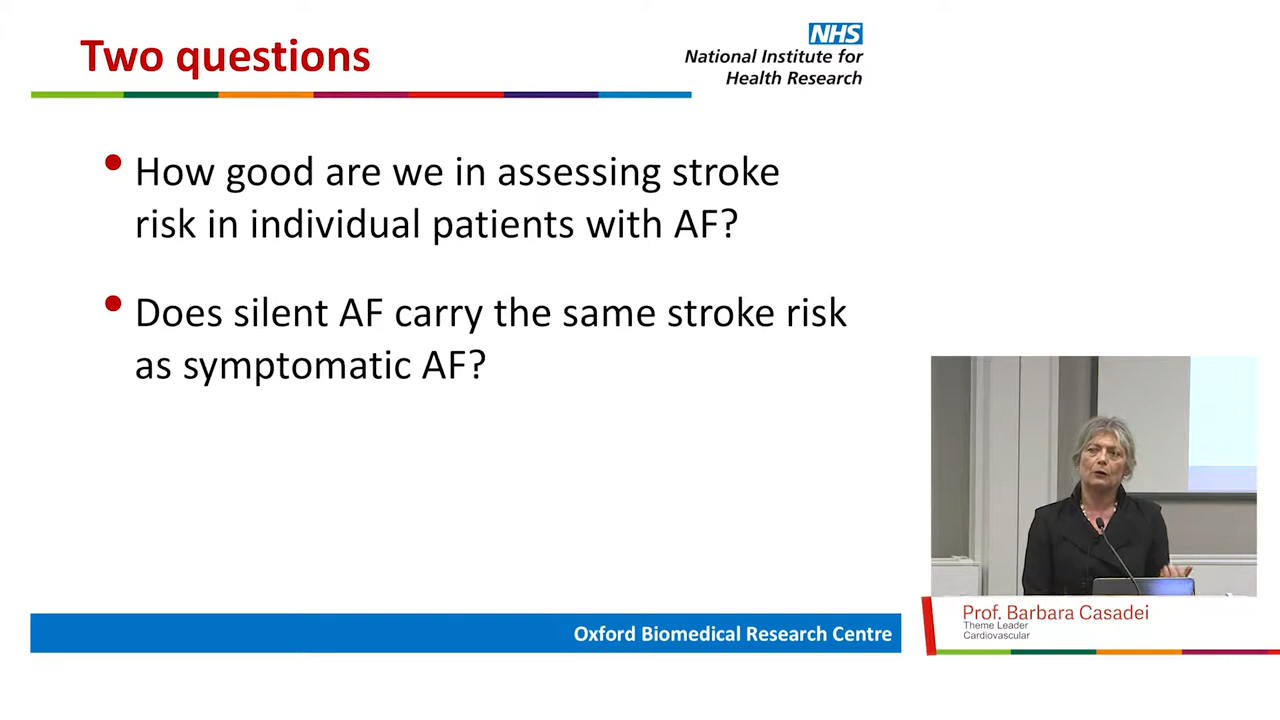 Two questions
NHS
National Institute for
Health Research
• How good are we in assessing stroke
risk in individual patients with AF?
• Does silent AF carry the same stroke risk
as symptomatic AF?
Prof. Barbara Casadei
Theme Leader
Cardiovascular
Oxford Biomedical Research Centre